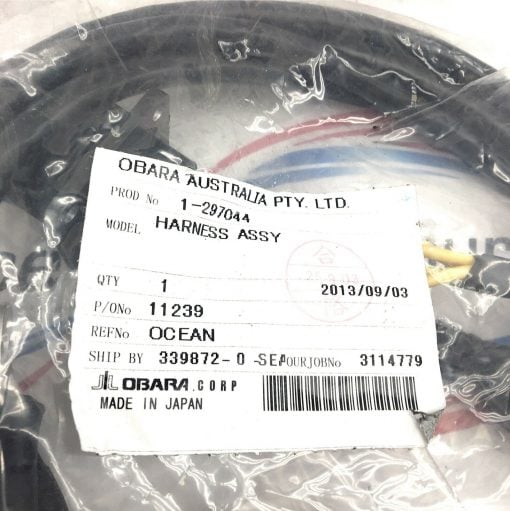 OBARA AUSTRALIA PTY. LTD.
PROD No 1-297044
MODEL HARNESS ASSY
QTY 1 2013/09/03
P/ONo 11239
REFNo OCEAN
SHIP BY 339872-0 -SEA OURJOBNo 3114779
OBARA.CORP
MADE IN JAPAN